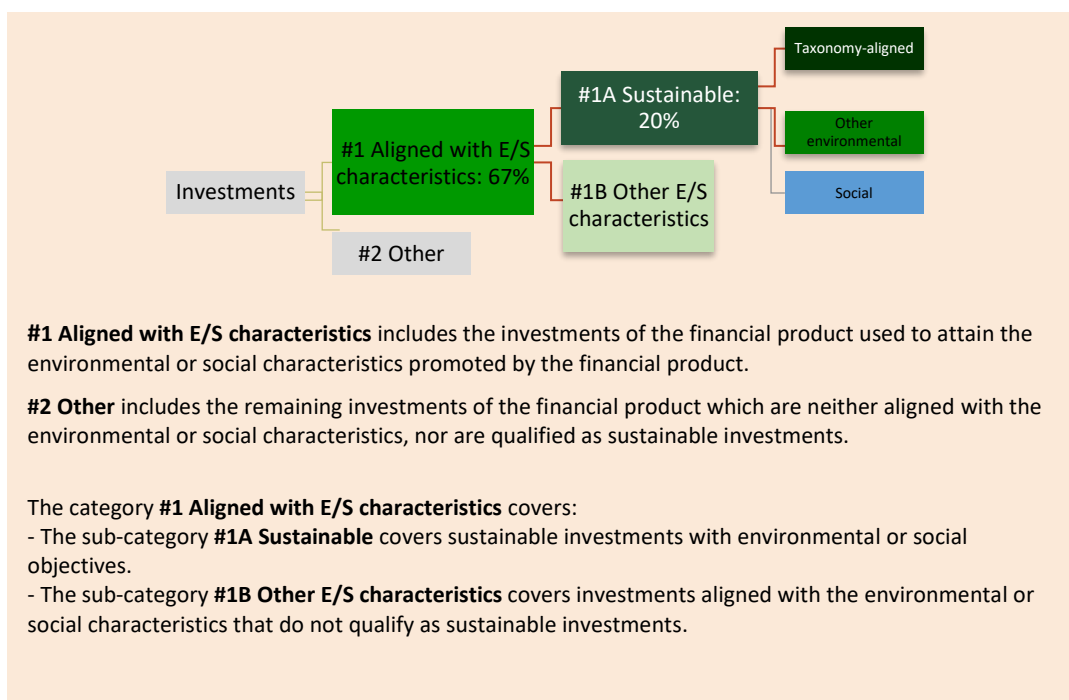 Taxonomy-aligned
#1A Sustainable:
20%
#1 Aligned with E/S
characteristics: 67%
Other
environmental
Investments
#1B Other E/S
characteristics
Social
#2 Other
#1 Aligned with E/S characteristics includes the investments of the financial product used to attain the
environmental or social characteristics promoted by the financial product.
#2 Other includes the remaining investments of the financial product which are neither aligned with the
environmental or social characteristics, nor are qualified as sustainable investments.
The category #1 Aligned with E/S characteristics covers:
- The sub-category #1A Sustainable covers sustainable investments with environmental or social
objectives.
- The sub-category #1B Other E/S characteristics covers investments aligned with the environmental or
social characteristics that do not qualify as sustainable investments.